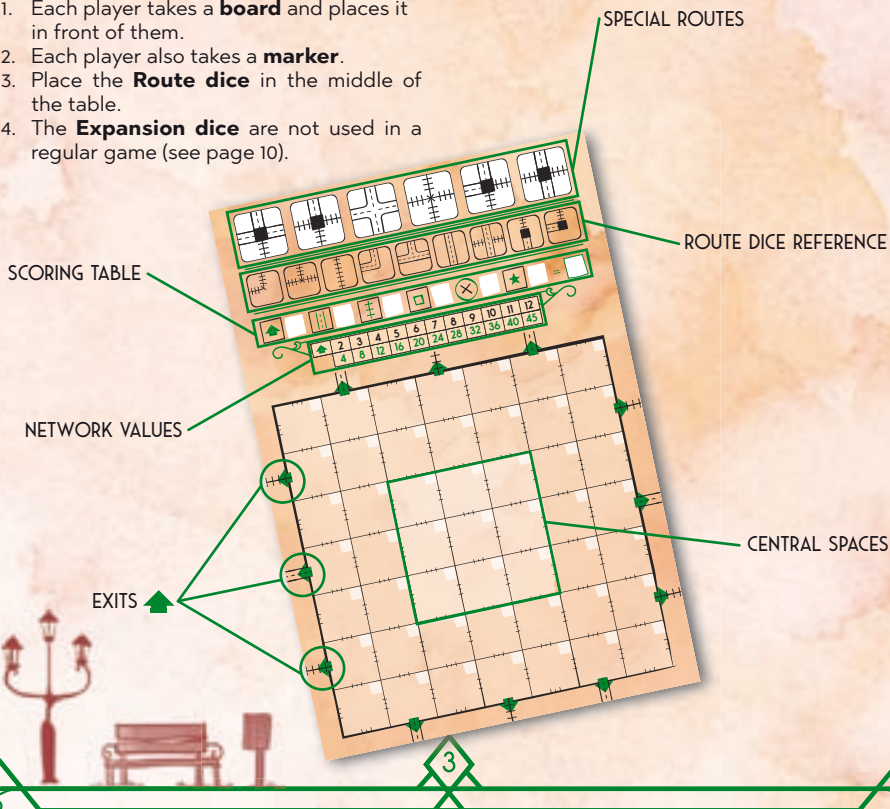 1. Each player takes a board and places it
in front of them.
2. Each player also takes a marker.
3. Place the Route dice in the middle of
the table.
4. The Expansion dice are not used in a
regular game (see page 10).
SPECIAL ROUTES
ROUTE DICE REFERENCE
SCORING TABLE
=
2 3 4 5 6 7 8 9 10 11 12
4 8 12 16 20 24 28 32 36 40 45
NETWORK VALUES
CENTRAL SPACES
EXITS
3